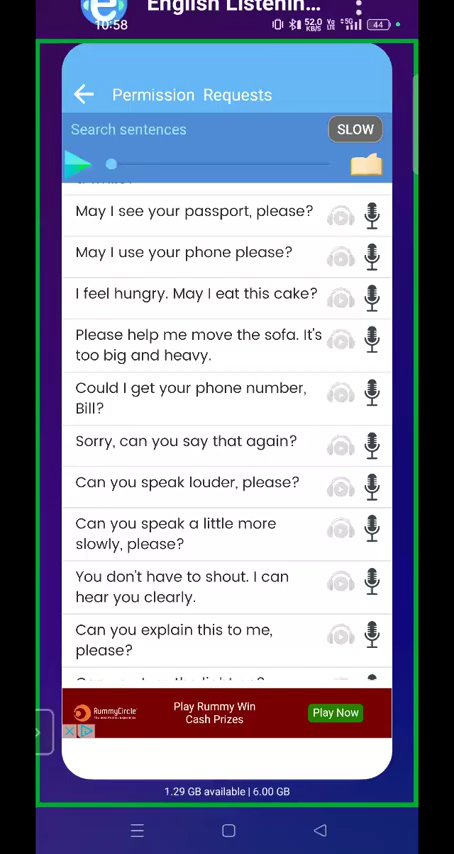 English Listenin...
10:58
52.0
KB/S
44
Permission Requests
Search sentences
SLOW
May I see your passport, please?
May I use your phone please?
I feel hungry. May I eat this cake?
Please help me move the sofa. It's
too big and heavy.
Could I get your phone number,
Bill?
Sorry, can you say that again?
Can you speak louder, please?
Can you speak a little more
slowly, please?
You don't have to shout. I can
hear you clearly.
Can you explain this to me,
please?
RummyCircle
Play Rummy Win
Cash Prizes
Play Now
1.29 GB available | 6.00 GB